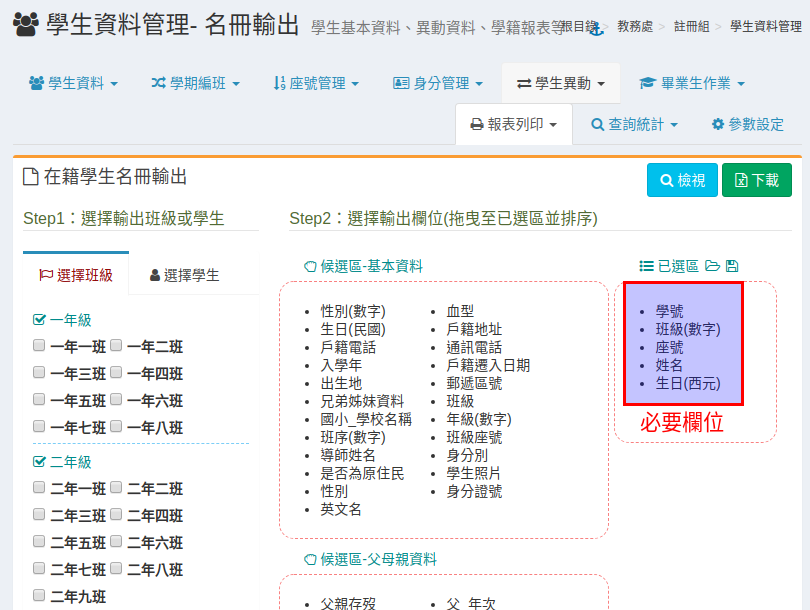 學生資料管理- 名冊輸出 學生基本資料、異動資料、學籍報表等 根目錄 > 教務處 > 註冊組 > 學生資料管理
學生資料 學期編班 座號管理 身分管理 學生異動 畢業生作業
報表列印 查詢統計 參數設定
在籍學生名冊輸出 檢視 下載
Step1：選擇輸出班級或學生
選擇班級 選擇學生
一年級
一年一班 一年二班
一年三班 一年四班
一年五班 一年六班
一年七班 一年八班
二年級
二年一班 二年二班
二年三班 二年四班
二年五班 二年六班
二年七班 二年八班
二年九班
Step2：選擇輸出欄位(拖曳至已選區並排序)
候選區-基本資料
性別(數字)
生日(民國)
戶籍電話
入學年
出生地
兄弟姊妹資料
國小_學校名稱
班序(數字)
導師姓名
是否為原住民
性別
英文名
血型
戶籍地址
通訊電話
戶籍遷入日期
郵遞區號
班級
年級(數字)
班級座號
身分別
學生照片
身分證號
候選區-父母親資料
父親存歿
父_年次
已選區
學號
班級(數字)
座號
姓名
生日(西元)
必要欄位